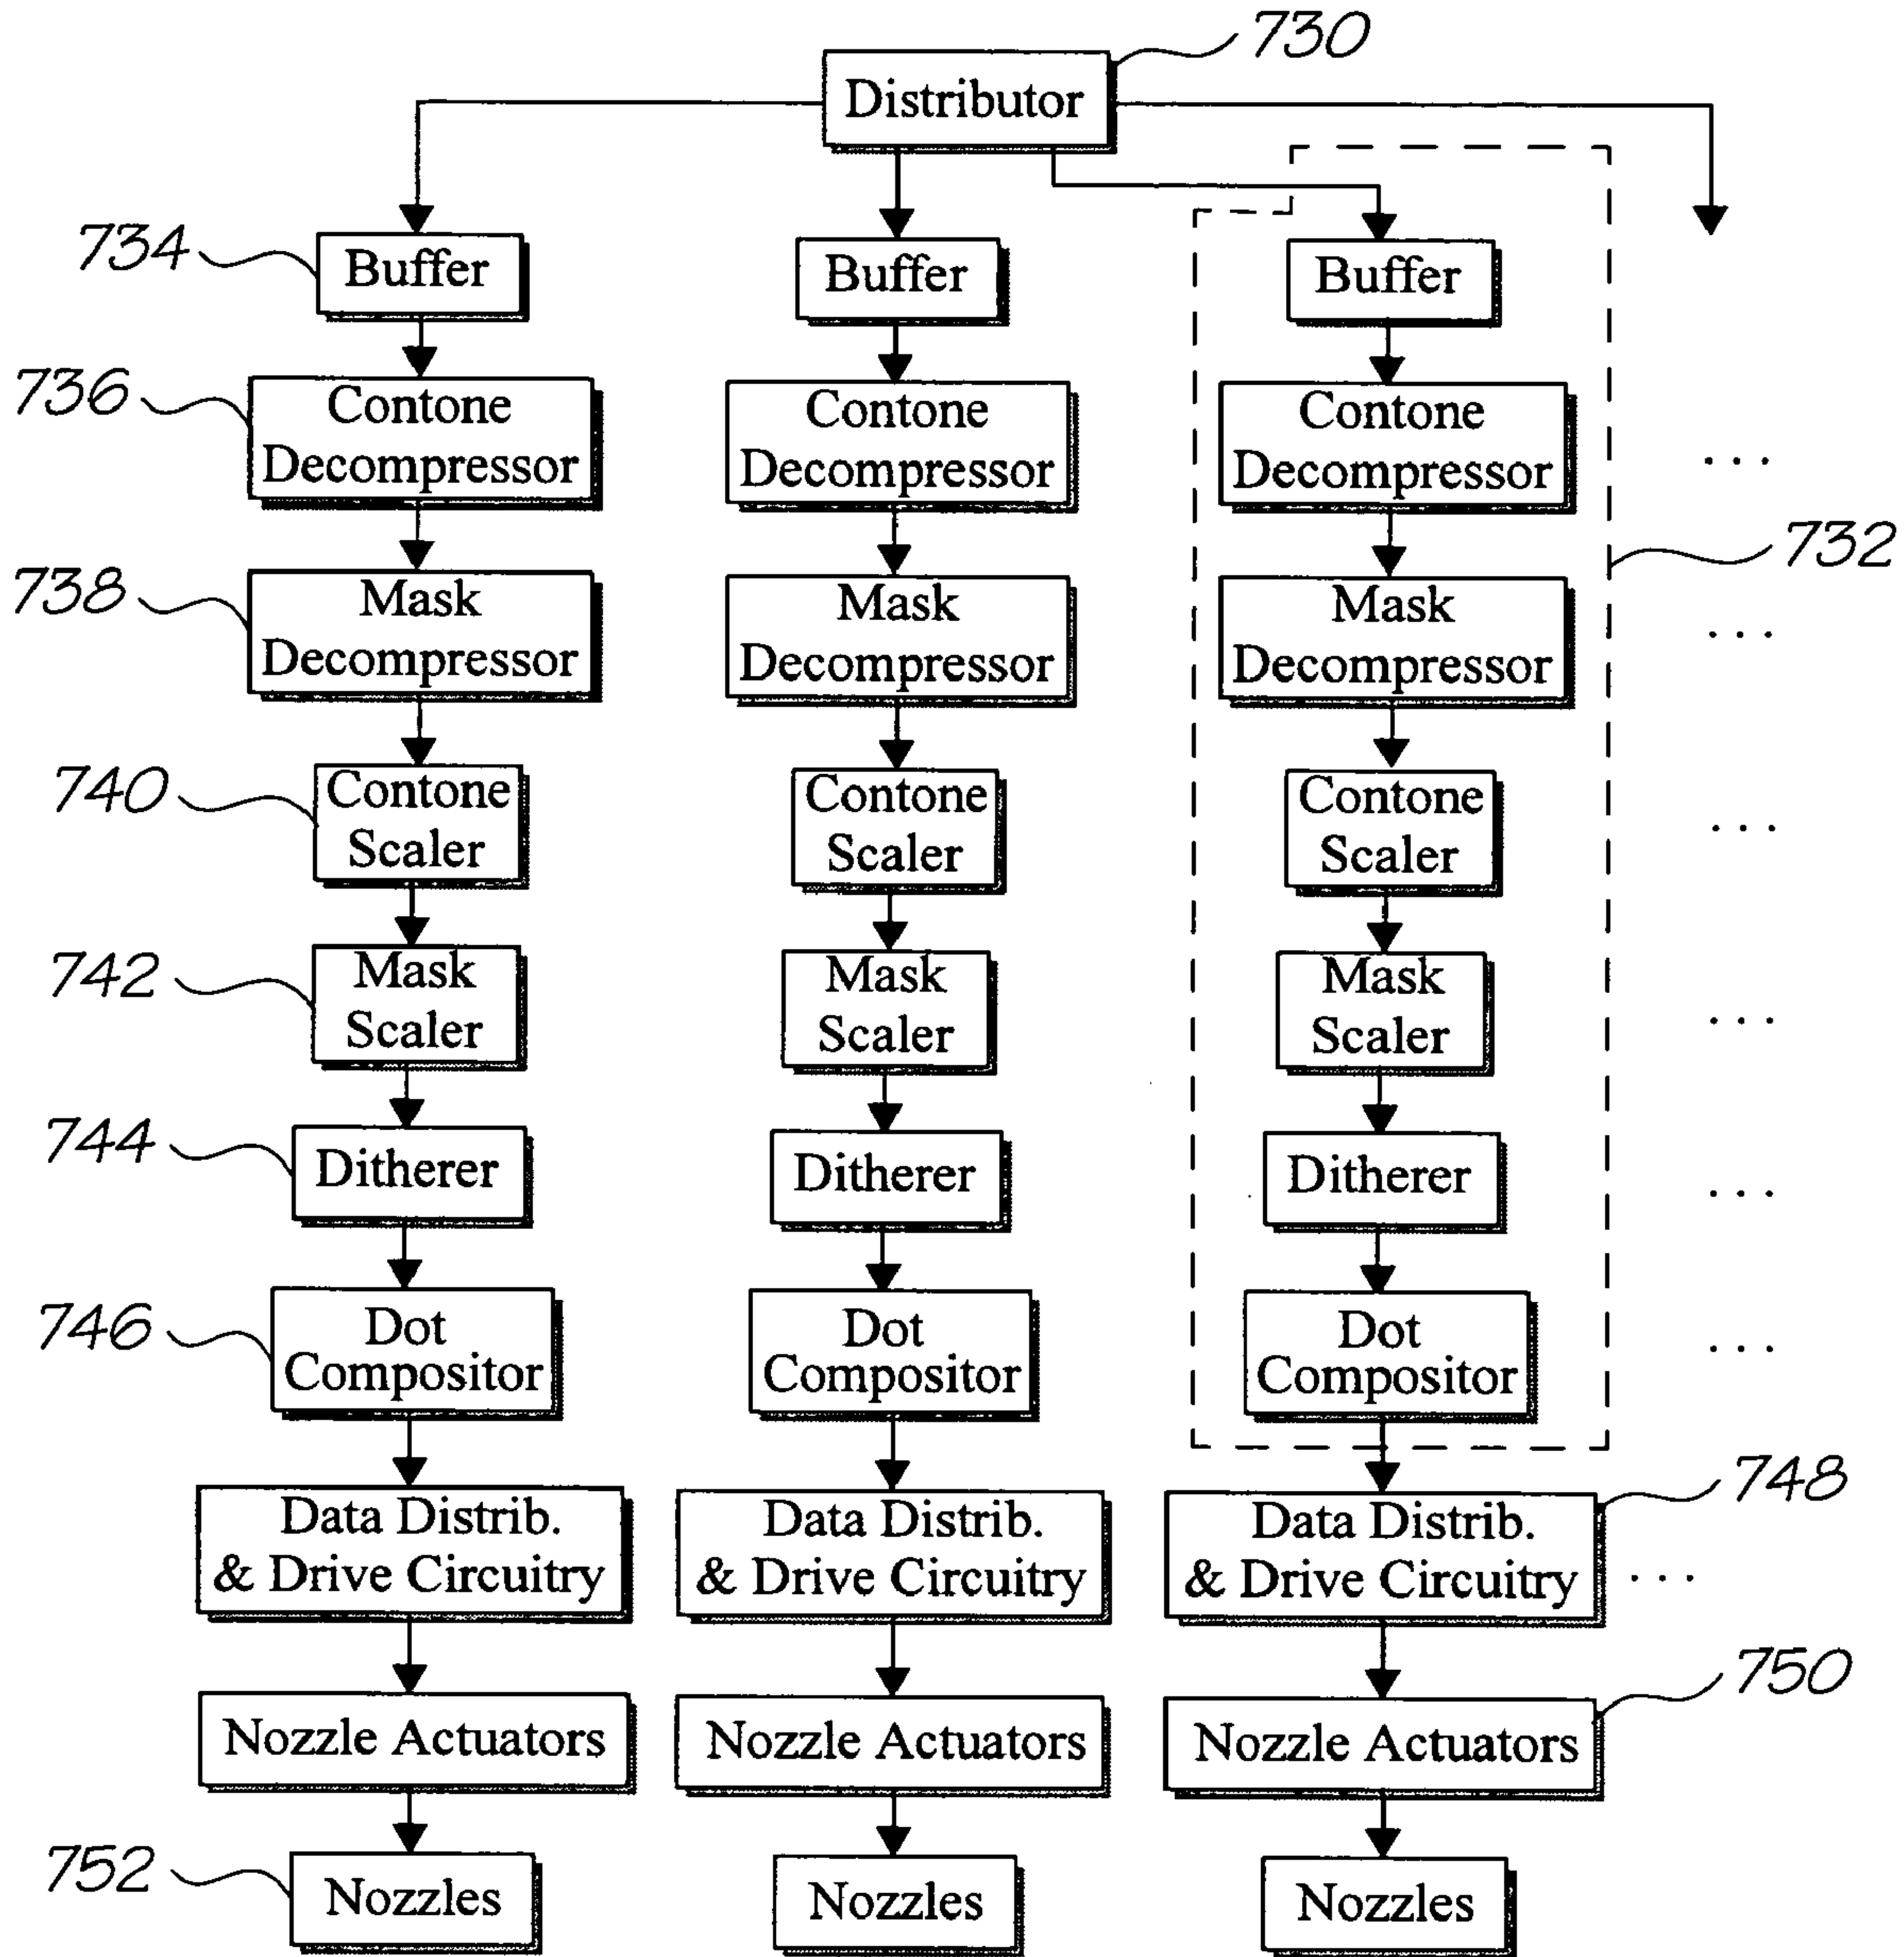 730
Distributor
734
Buffer
Buffer
Buffer
736
Contone
Decompressor
Contone
Decompressor
Contone
Decompressor
...
732
738
Mask
Decompressor
Mask
Decompressor
Mask
Decompressor
...
740
Contone
Scaler
Contone
Scaler
Contone
Scaler
...
742
Mask
Scaler
Mask
Scaler
Mask
Scaler
...
744
Ditherer
Ditherer
Ditherer
...
746
Dot
Compositor
Dot
Compositor
Dot
Compositor
...
748
Data Distrib.
& Drive Circuitry
Data Distrib.
& Drive Circuitry
Data Distrib.
& Drive Circuitry
...
750
Nozzle Actuators
Nozzle Actuators
Nozzle Actuators
752
Nozzles
Nozzles
Nozzles